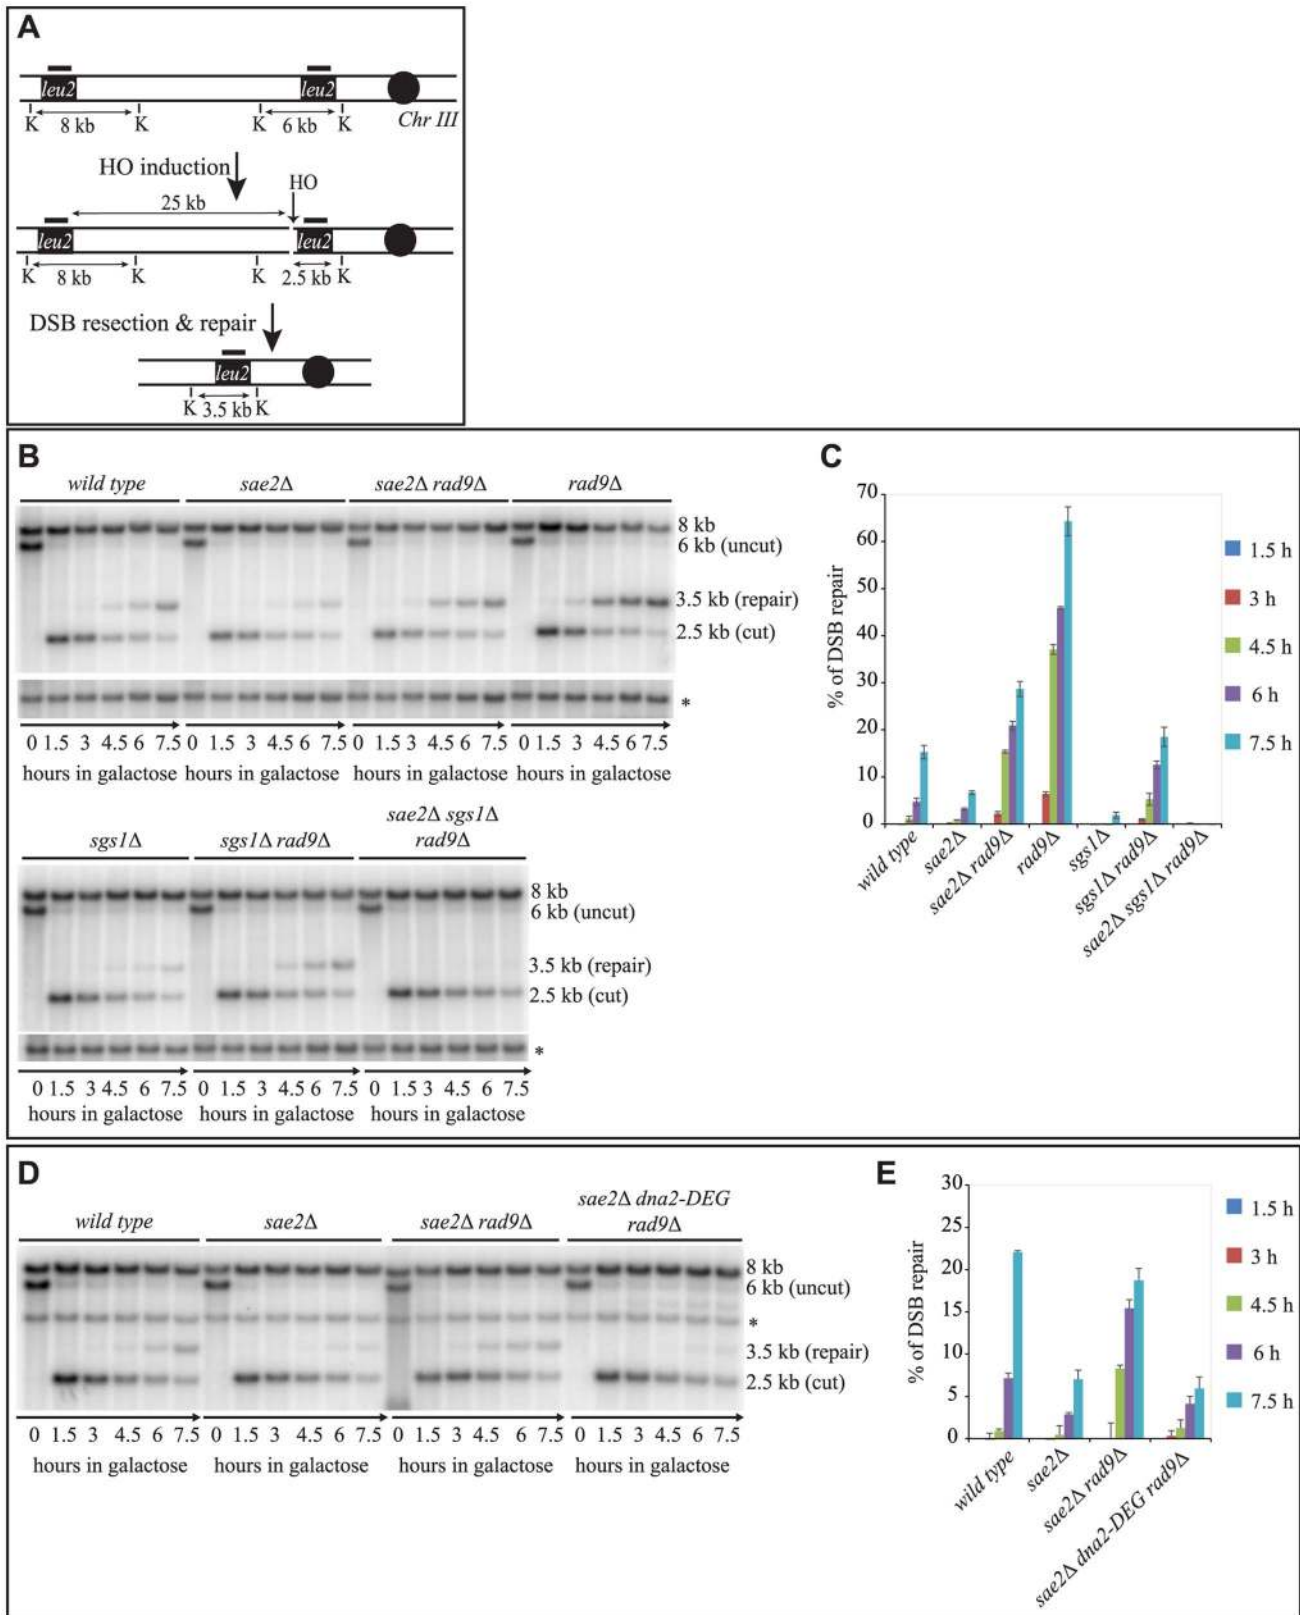 A
leu2 leu2
K 8 kb K K 6 kb K Chr III
HO induction
HO
25 kb
leu2 leu2
K 8 kb K K 2.5 kb K
DSB resection & repair
leu2
K 3.5 kb K
B
wild type sae2Δ sae2Δ rad9Δ rad9Δ
8 kb
6 kb (uncut)
3.5 kb (repair)
2.5 kb (cut)
*
0 1.5 3 4.5 6 7.5 0 1.5 3 4.5 6 7.5 0 1.5 3 4.5 6 7.5 0 1.5 3 4.5 6 7.5
hours in galactose hours in galactose hours in galactose hours in galactose
sae2Δ sgs1Δ
sgs1Δ sgs1Δ rad9Δ rad9Δ
8 kb
6 kb (uncut)
3.5 kb (repair)
2.5 kb (cut)
*
0 1.5 3 4.5 6 7.5 0 1.5 3 4.5 6 7.5 0 1.5 3 4.5 6 7.5
hours in galactose hours in galactose hours in galactose
C
% of DSB repair
70
60
50
40
30
20
10
0
wild type
sae2Δ
sae2Δ rad9Δ
rad9Δ
sgs1Δ
sgs1Δ rad9Δ
sae2Δ sgs1Δ rad9Δ
1.5 h
3 h
4.5 h
6 h
7.5 h
D
sae2Δ dna2-DEG
wild type sae2Δ sae2Δ rad9Δ rad9Δ
8 kb
6 kb (uncut)
*
3.5 kb (repair)
2.5 kb (cut)
0 1.5 3 4.5 6 7.5 0 1.5 3 4.5 6 7.5 0 1.5 3 4.5 6 7.5 0 1.5 3 4.5 6 7.5
hours in galactose hours in galactose hours in galactose hours in galactose
E
% of DSB repair
30
25
20
15
10
5
0
wild type
sae2Δ
sae2Δ rad9Δ
sae2Δ dna2-DEG rad9Δ
1.5 h
3 h
4.5 h
6 h
7.5 h